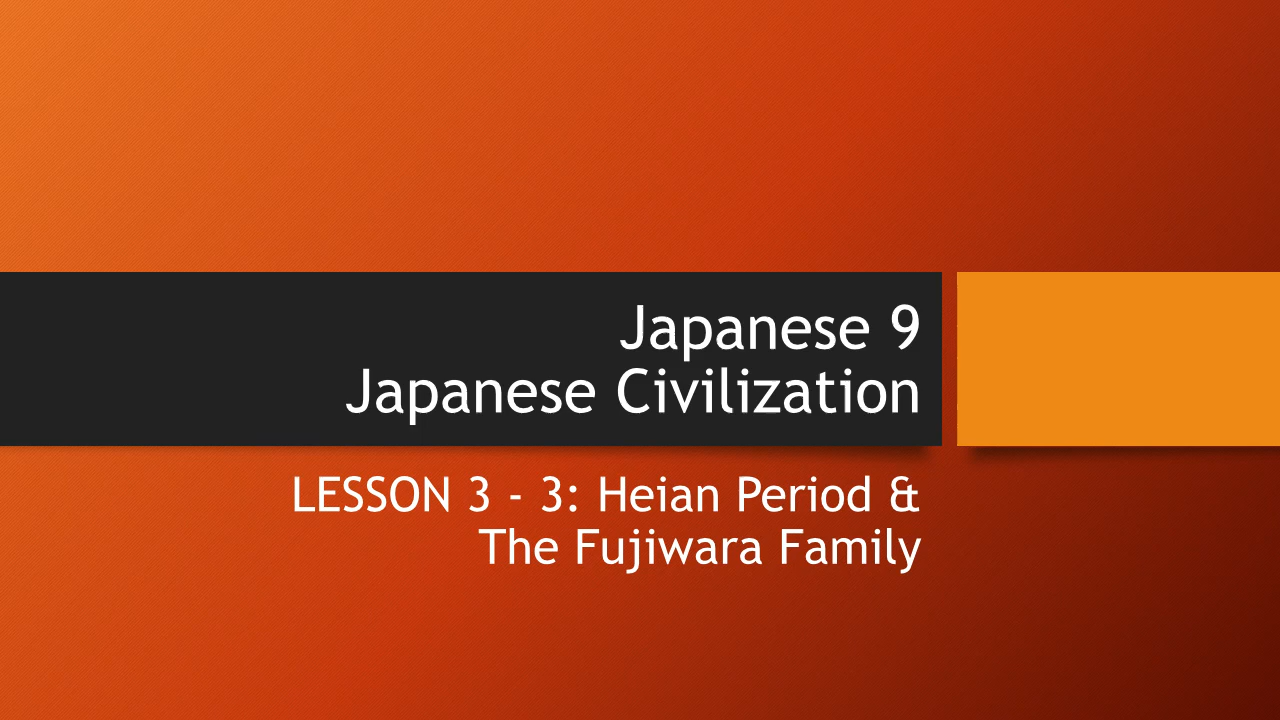 Japanese 9
Japanese Civilization
LESSON 3 - 3: Heian Period &
The Fujiwara Family